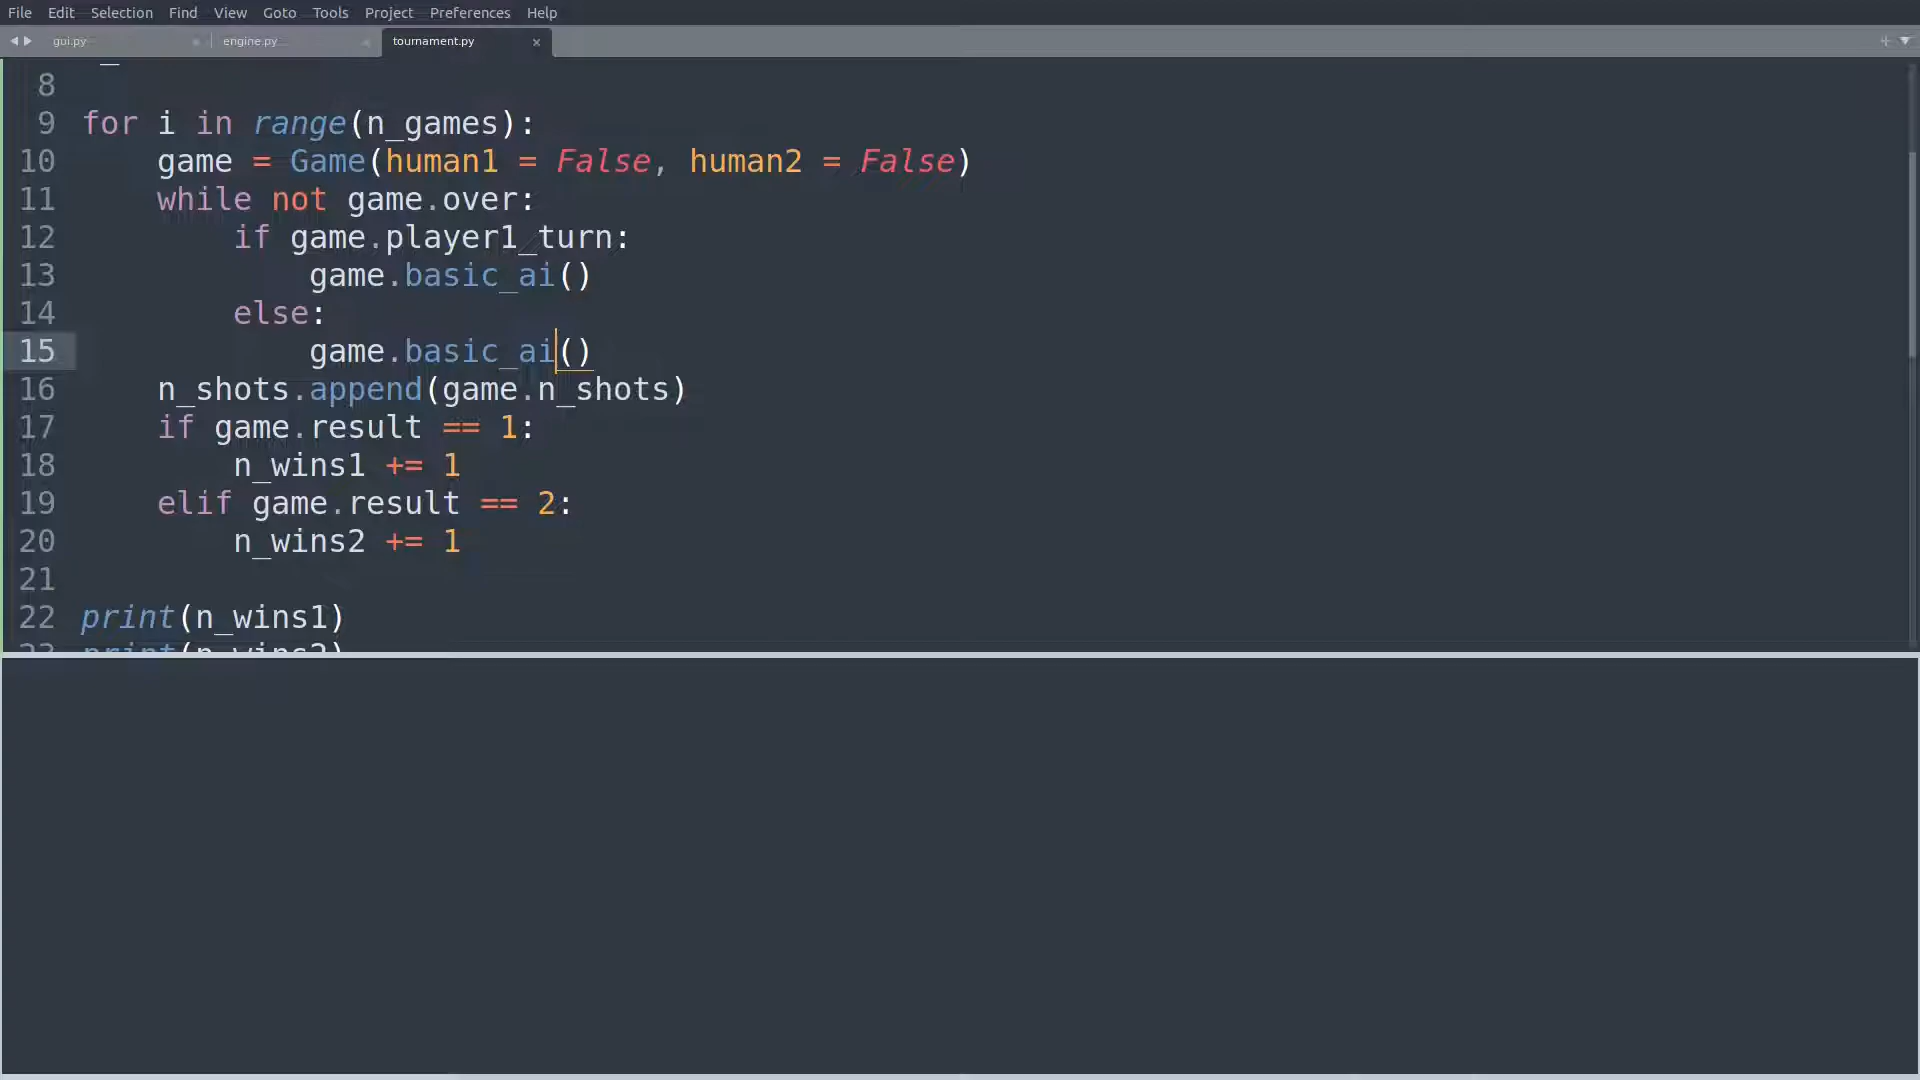 File Edit Selection Find View Goto Tools Project Preferences Help
gui.py engine.py tournament.py
8
9 for i in range(n_games):
10 game = Game(human1 = False, human2 = False)
11 while not game.over:
12 if game.player1_turn:
13 game.basic_ai()
14 else:
15 game.basic_ai()
16 n_shots.append(game.n_shots)
17 if game.result == 1:
18 n_wins1 += 1
19 elif game.result == 2:
20 n_wins2 += 1
21
22 print(n_wins1)
23 print(n_wins2)